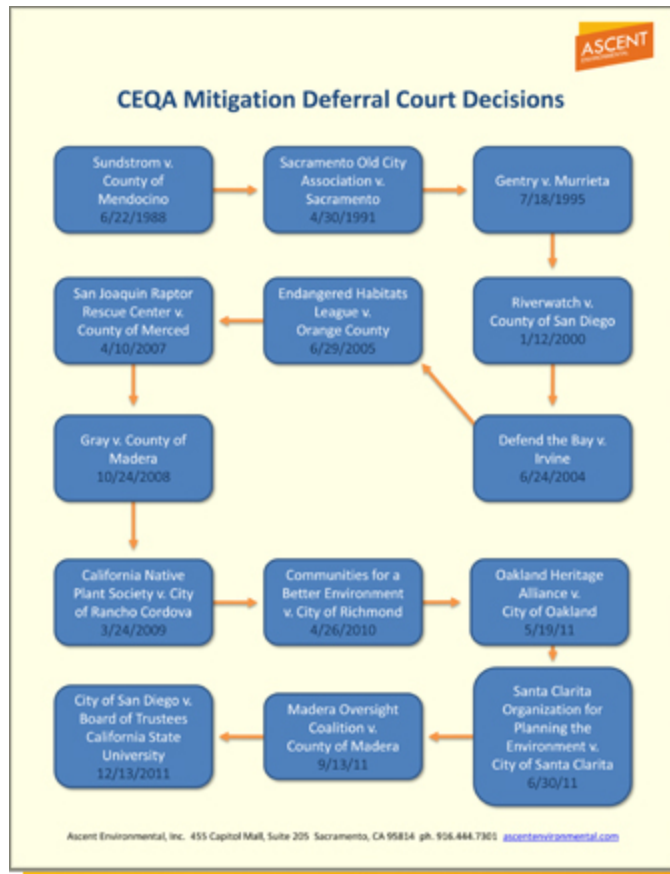 ASCENT
ENVIRONMENTAL
CEQA Mitigation Deferral Court Decisions
Sundstrom v.
County of
Mendocino
6/22/1988
Sacramento Old City
Association v.
Sacramento
4/30/1991
Gentry v. Murrieta
7/18/1995
Riverwatch v.
County of San Diego
1/12/2000
Defend the Bay v.
Irvine
6/24/2004
Endangered Habitats
League v.
Orange County
6/29/2005
San Joaquin Raptor
Rescue Center v.
County of Merced
4/10/2007
Gray v. County of
Madera
10/24/2008
California Native
Plant Society v. City
of Rancho Cordova
3/24/2009
Communities for a
Better Environment
v. City of Richmond
4/26/2010
Oakland Heritage
Alliance v.
City of Oakland
5/19/11
Santa Clarita
Organization for
Planning the
Environment v.
City of Santa Clarita
6/30/11
Madera Oversight
Coalition v.
County of Madera
9/13/11
City of San Diego v.
Board of Trustees
California State
University
12/13/2011
Ascent Environmental, Inc. 455 Capitol Mall, Suite 205 Sacramento, CA 95814 ph. 916.444.7301 ascentenvironmental.com